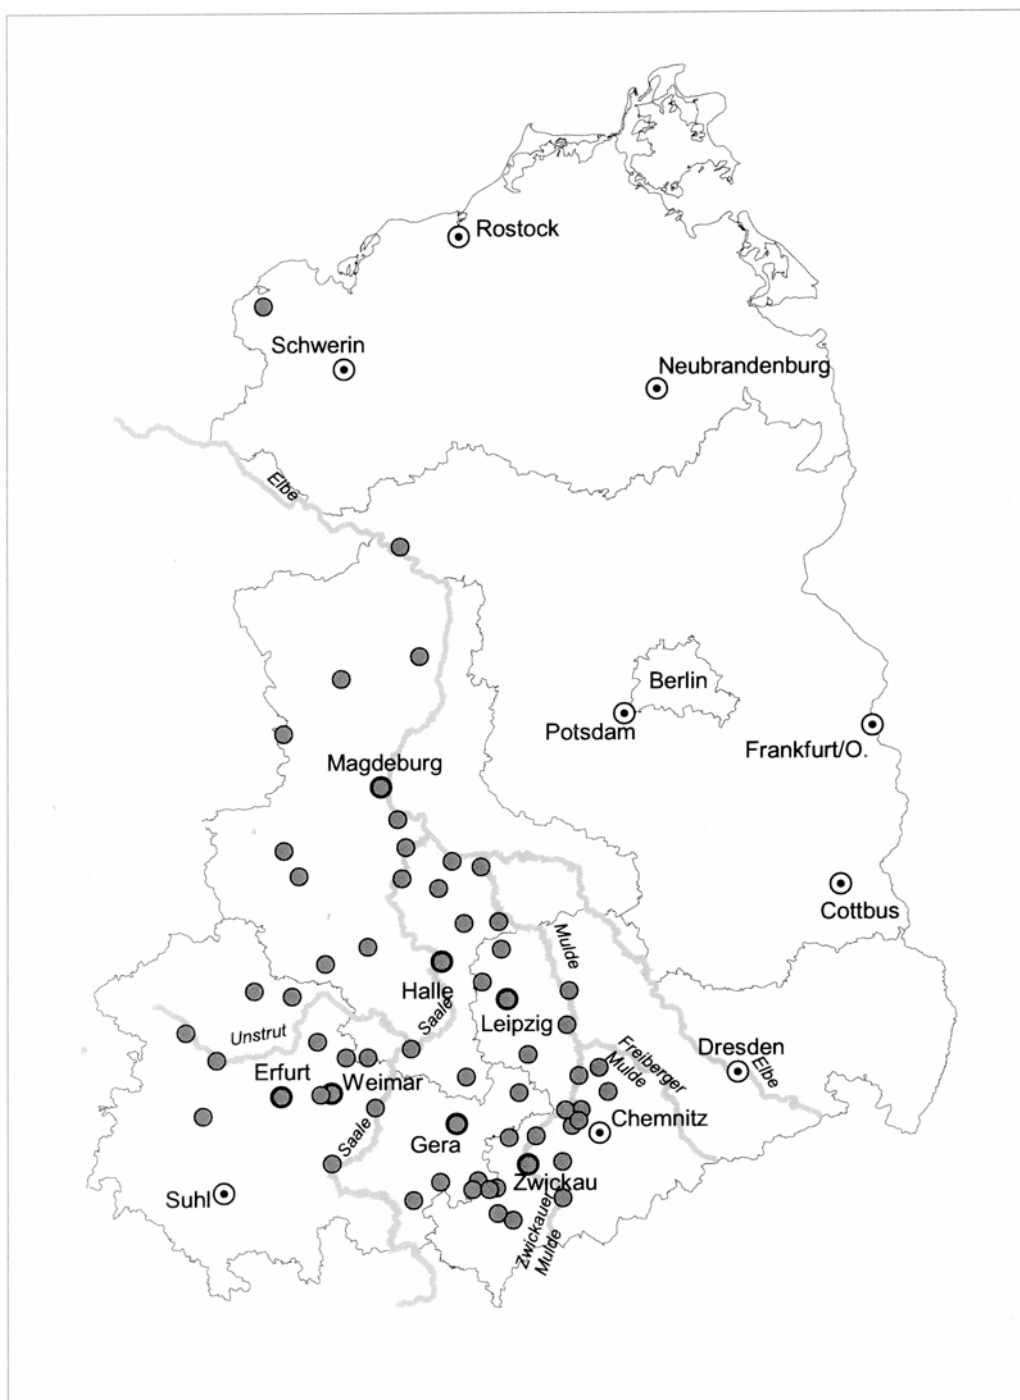 Rostock
Schwerin
Neubrandenburg
Elbe
Berlin
Potsdam
Frankfurt/O.
Magdeburg
Cottbus
Mulde
Halle
Saale
Leipzig
Unstrut
Freiberger
Mulde
Dresden
Elbe
Erfurt
Weimar
Saale
Gera
Chemnitz
Zwickau
Suhl
Zwickauer
Mulde